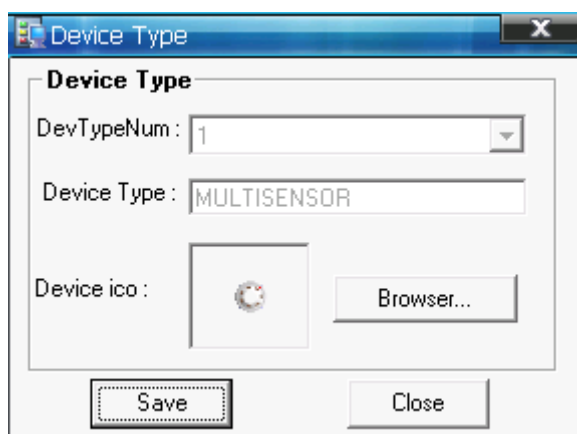 Device Type
Device Type
DevTypeNum : 1
Device Type : MULTISENSOR
Device ico :
Browser...
Save Close